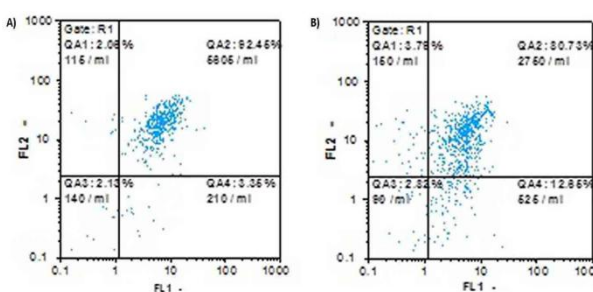 A)
B)
1000
Gate: R1
QA1: 2.06%
QA2: 92.45%
115 / ml
5605 / ml
100
FL2 -
10
QA3: 2.13%
QA4: 3.35%
140 / ml
210 / ml
1
0.1
0.1 1 10 100 1000
FL1 -
1000
Gate: R1
QA1: 3.79%
QA2: 80.73%
150 / ml
2750 / ml
100
FL2 -
10
QA3: 2.82%
QA4: 12.65%
90 / ml
525 / ml
1
0.1
0.1 1 10 100 1000
FL1 -